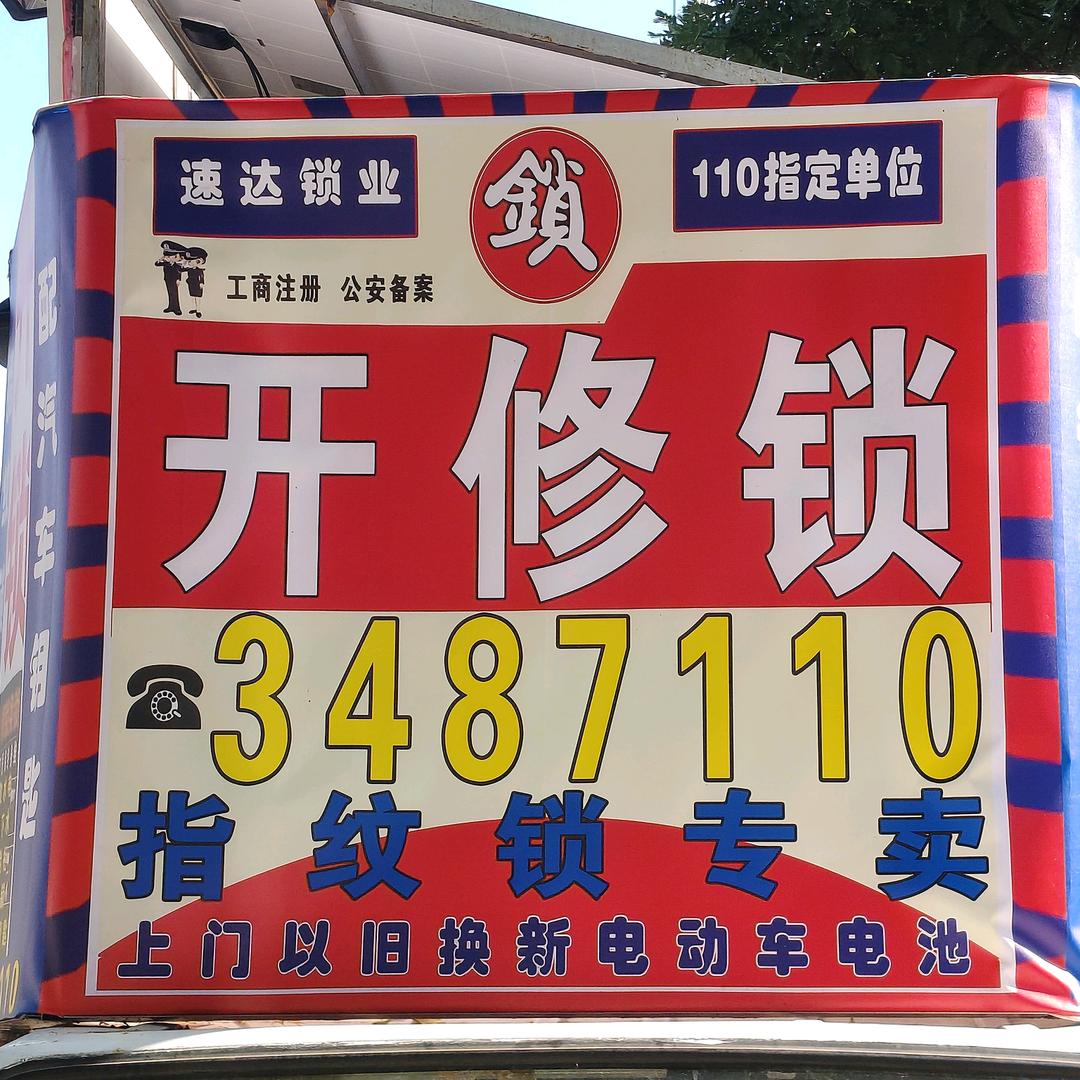 速达锁业
鎖
110指定单位
工商注册 公安备案
开修锁
3487110
指纹锁专卖
上门以旧换新电动车电池
配汽车钥匙
110